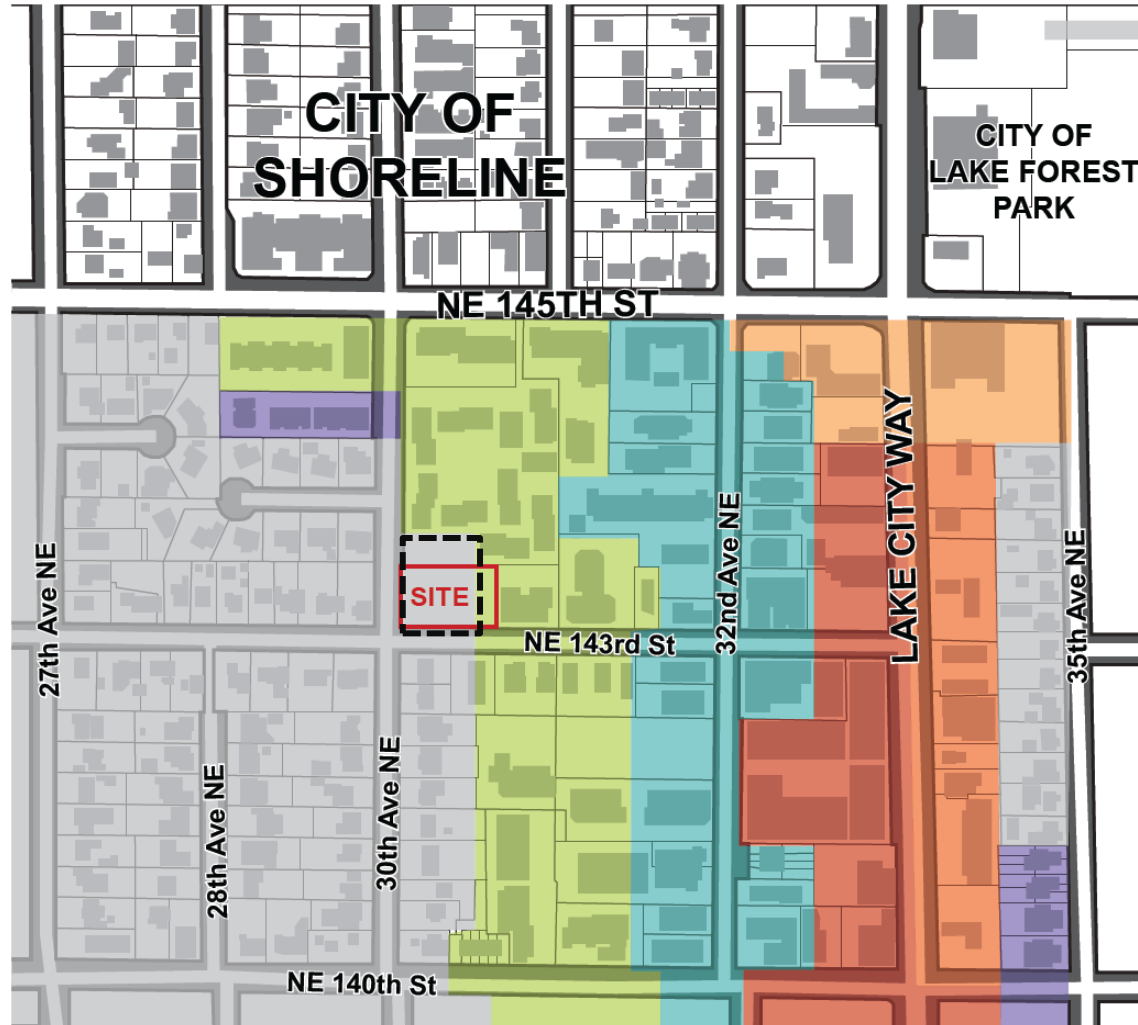 CITY OF
SHORELINE
CITY OF
LAKE FOREST
PARK
NE 145TH ST
LAKE CITY WAY
32nd Ave NE
35th Ave NE
27th Ave NE
SITE
NE 143rd St
30th Ave NE
28th Ave NE
NE 140th St